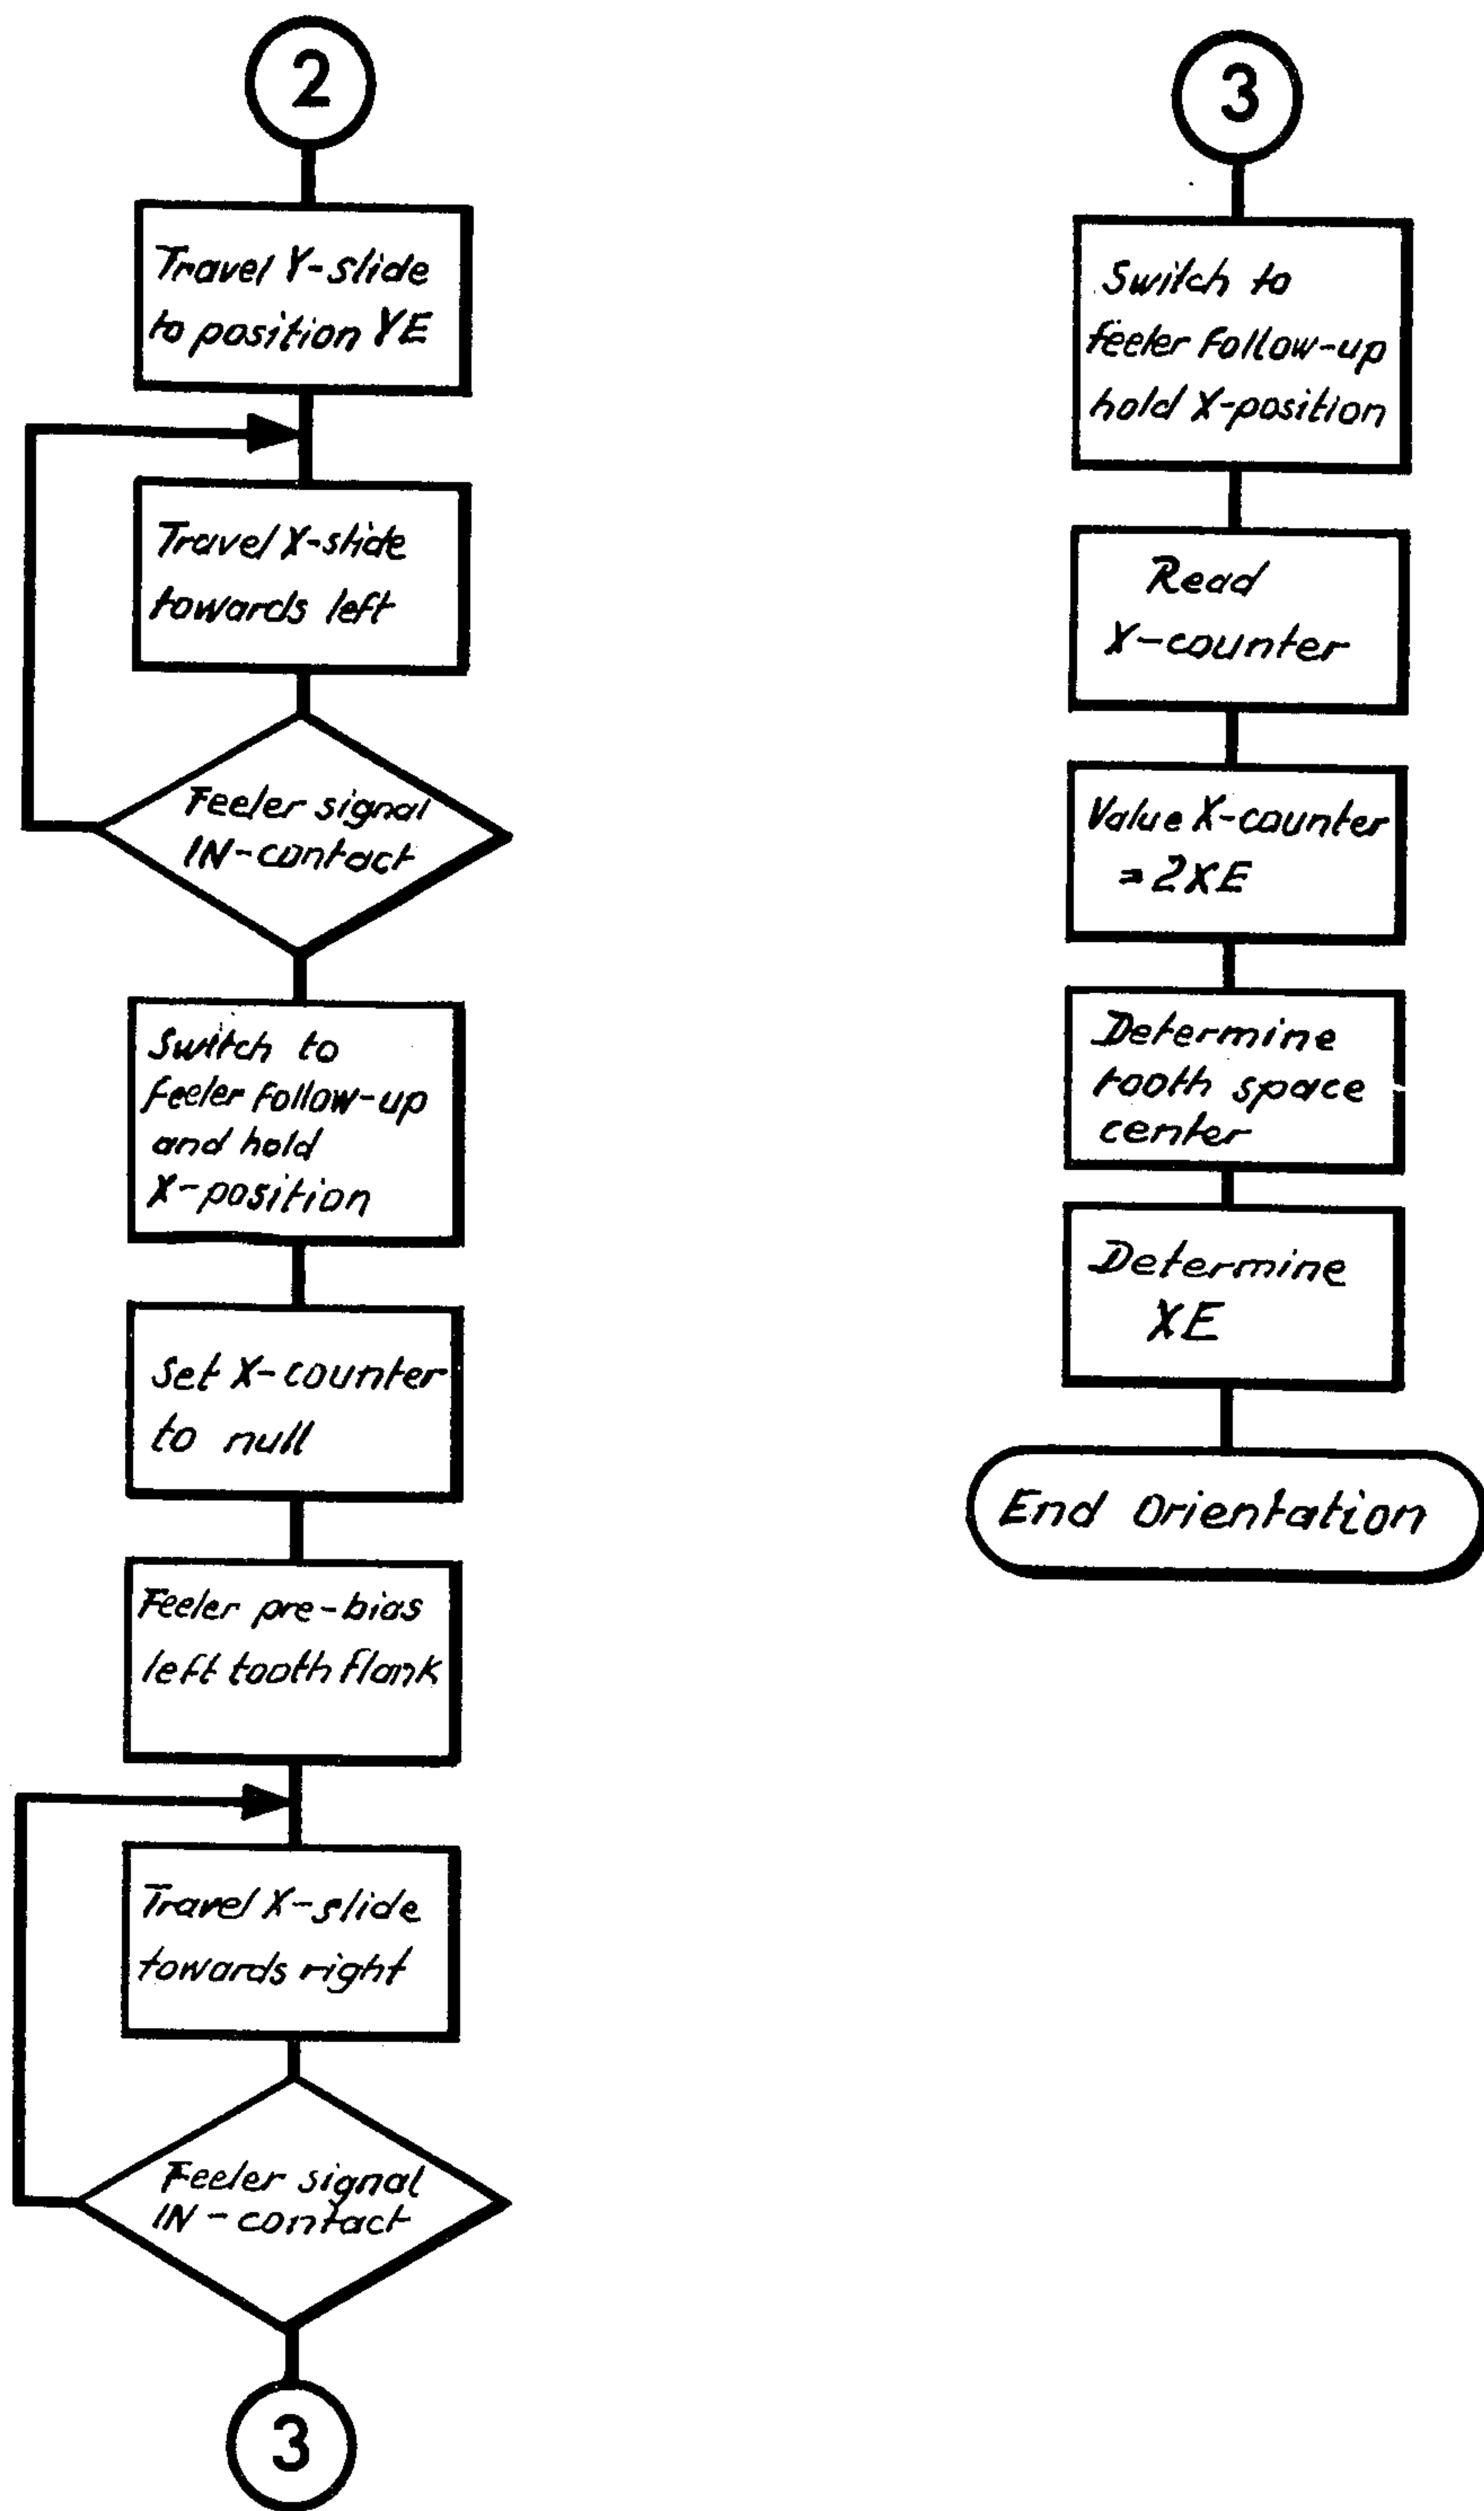 2
Travel Y-slide
to position YE
Travel X-slide
towards left
Feeler signal
IN-contact
Switch to
feeler follow-up
and hold
X-position
Set X-counter
to null
Feeler pre-bias
left tooth flank
Travel X-slide
towards right
Feeler signal
IN-contact
3
3
Switch to
feeler follow-up
hold X-position
Read
X-counter
Value X-counter
=2XE
Determine
tooth space
center
Determine
XE
End Orientation